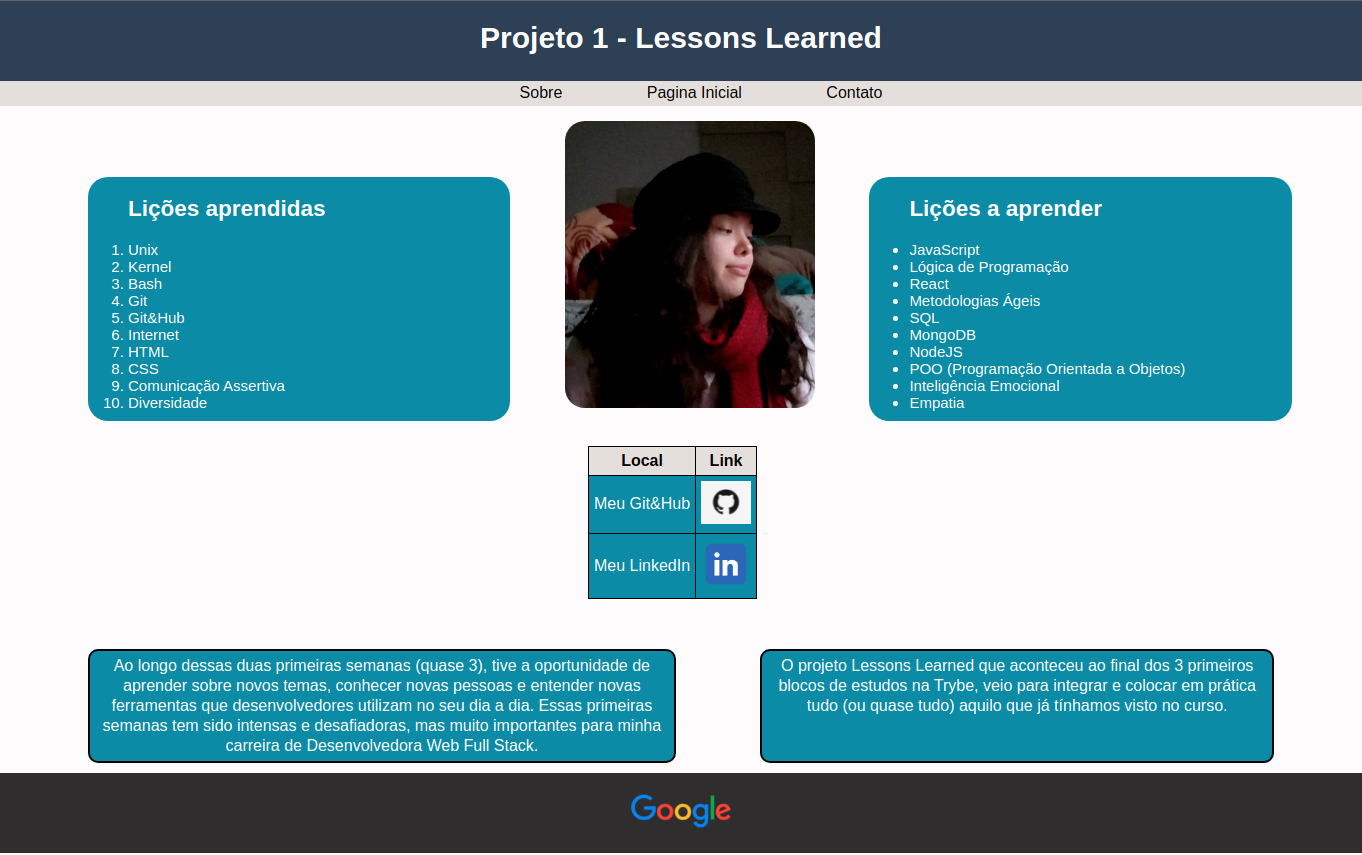 Projeto 1 - Lessons Learned
Sobre Pagina Inicial Contato
Lições aprendidas
1. Unix
2. Kernel
3. Bash
4. Git
5. Git&Hub
6. Internet
7. HTML
8. CSS
9. Comunicação Assertiva
10. Diversidade
Lições a aprender
• JavaScript
• Lógica de Programação
• React
• Metodologias Ágeis
• SQL
• MongoDB
• NodeJS
• POO (Programação Orientada a Objetos)
• Inteligência Emocional
• Empatia
Local Link
Meu Git&Hub
Meu LinkedIn in
Ao longo dessas duas primeiras semanas (quase 3), tive a oportunidade de
aprender sobre novos temas, conhecer novas pessoas e entender novas
ferramentas que desenvolvedores utilizam no seu dia a dia. Essas primeiras
semanas tem sido intensas e desafiadoras, mas muito importantes para minha
carreira de Desenvolvedora Web Full Stack.
O projeto Lessons Learned que aconteceu ao final dos 3 primeiros
blocos de estudos na Trybe, veio para integrar e colocar em prática
tudo (ou quase tudo) aquilo que já tínhamos visto no curso.
Google